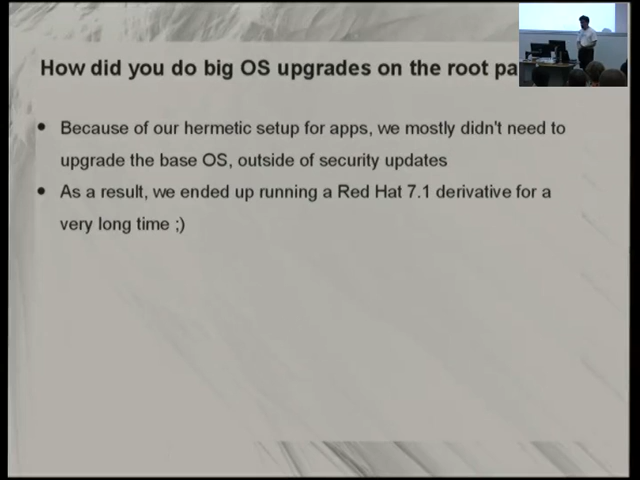 How did you do big OS upgrades on the root
• Because of our hermetic setup for apps, we mostly didn't need to
upgrade the base OS, outside of security updates
• As a result, we ended up running a Red Hat 7.1 derivative for a
very long time ;)